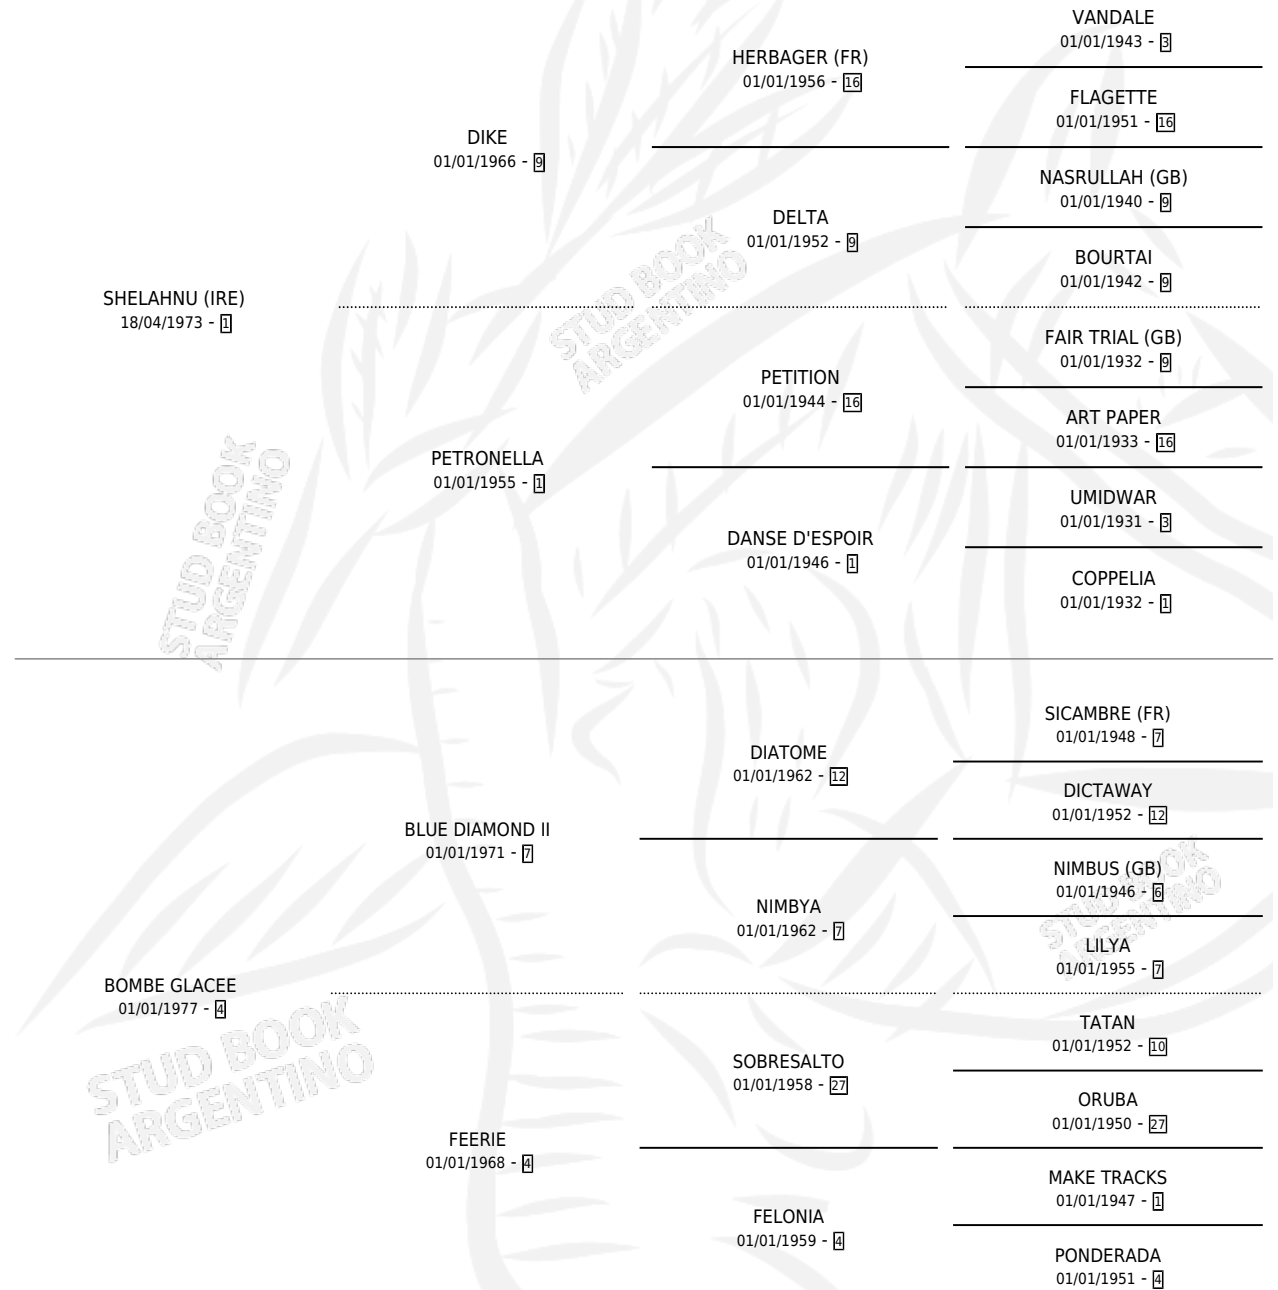 VANDALE
01/01/1943 - 3
HERBAGER (FR)
01/01/1956 - 16
FLAGETTE
01/01/1951 - 16
DIKE
01/01/1966 - 9
NASRULLAH (GB)
01/01/1940 - 9
DELTA
01/01/1952 - 9
BOURTAI
01/01/1942 - 9
SHELAHNU (IRE)
18/04/1973 - 1
FAIR TRIAL (GB)
01/01/1932 - 9
PETITION
01/01/1944 - 16
ART PAPER
01/01/1933 - 16
PETRONELLA
01/01/1955 - 1
UMIDWAR
01/01/1931 - 3
DANSE D'ESPOIR
01/01/1946 - 1
COPPELIA
01/01/1932 - 1
STUD BOOK
ARGENTINO
STUD BOOK
ARGENTINO
SICAMBRE (FR)
01/01/1948 - 7
DIATOME
01/01/1962 - 12
DICTAWAY
01/01/1952 - 12
BLUE DIAMOND II
01/01/1971 - 7
NIMBUS (GB)
01/01/1946 - 6
NIMBYA
01/01/1962 - 7
LILYA
01/01/1955 - 7
BOMBE GLACEE
01/01/1977 - 4
TATAN
01/01/1952 - 10
SOBRESALTO
01/01/1958 - 27
ORUBA
01/01/1950 - 27
FEERIE
01/01/1968 - 4
MAKE TRACKS
01/01/1947 - 1
FELONIA
01/01/1959 - 4
PONDERADA
01/01/1951 - 4
STUD BOOK
ARGENTINO
STUD BOOK
ARGENTINO